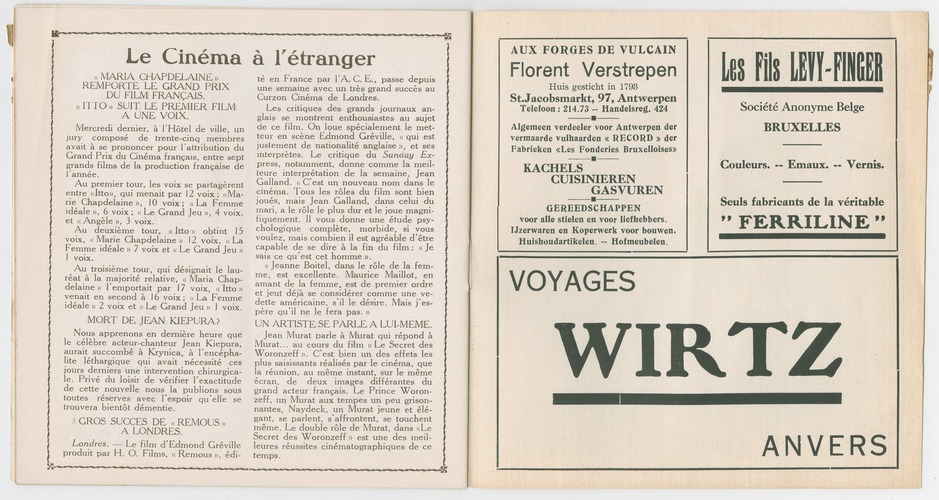 Le Cinéma à l'étranger
« MARIA CHAPDELAINE »
REMPORTE LE GRAND PRIX
DU FILM FRANÇAIS.
« ITTO » SUIT LE PREMIER FILM
A UNE VOIX.
Mercredi dernier, à l'Hôtel de ville, un
jury composé de trente-cinq membres
avait à se prononcer pour l'attribution du
Grand Prix du Cinéma français, entre sept
grands films de la production française de
l'année.
Au premier tour, les voix se partagèrent
entre «Itto», qui menait par 12 voix ; «Ma-
rie Chapdelaine», 10 voix ; « La Femme
idéale », 6 voix ; « Le Grand Jeu », 4 voix,
et « Angèle », 3 voix.
Au deuxième tour, « Itto » obtint 15
voix, « Marie Chapdelaine » 12 voix, « La
Femme idéale » 7 voix et « Le Grand Jeu »
1 voix.
Au troisième tour, qui désignait le lau-
réat à la majorité relative, « Maria Chap-
delaine » l'emportait par 17 voix, « Itto »
venait en second à 16 voix ; « La Femme
idéale » 2 voix et « Le Grand Jeu » 1 voix.
MORT DE JEAN KIEPURA?
Nous apprenons en dernière heure que
le célèbre acteur-chanteur Jean Kiepura,
aurait succombé à Krynica, à l'encépha-
lite léthargique qui avait nécessité ces
jours derniers une intervention chirurgica-
le. Privé du loisir de vérifier l'exactitude
de cette nouvelle nous la publions sous
toutes réserves avec l'espoir qu'elle se
trouvera bientôt démentie.
GROS SUCCES DE « REMOUS »
A LONDRES.
Londres. — Le film d'Edmond Gréville
produit par H. O. Films, « Remous », édi-
té en France par l'A. C. E., passe depuis
une semaine avec un très grand succès au
Curzon Cinéma de Londres.
Les critiques des grands journaux an-
glais se montrent enthousiastes au sujet
de ce film. On loue spécialement le met-
teur en scène Edmond Gréville, « qui est
justement de nationalité anglaise », et ses
interprètes. Le critique du Sunday Ex-
press, notamment, donne comme la meil-
leure interprétation de la semaine, Jean
Galland. « C'est un nouveau nom dans le
cinéma. Tous les rôles du film sont bien
joués, mais Jean Galland, dans celui du
mari, a le rôle le plus dur et le joue magni-
fiquement. Il vous donne une étude psy-
chologique complète, morbide, si vous
voulez, mais combien il est agréable d'être
capable de se dire à la fin du film : « Je
sais ce qu'est cet homme ».
« Jeanne Boitel, dans le rôle de la fem-
me, est excellente. Maurice Maillot, en
amant de la femme, est de premier ordre
et jeut déjà se considérer comme une ve-
dette américaine, s'il le désire. Mais j'es-
père qu'il ne le fera pas. »
UN ARTISTE SE PARLE A LUI-MEME.
Jean Murat parle à Murat qui répond à
Murat... au cours du film « Le Secret des
Woronzeff ». C'est bien un des effets les
plus saisissants réalisés par le cinéma, que
la réunion, au même instant, sur le même
écran, de deux images différantes du
grand acteur français. Le Prince Woron-
zeff, un Murat aux tempes un peu grison-
nantes, Naydeck, un Murat jeune et élé-
gant, se parlent, s'affrontent, se touchent
même. Le double rôle de Murat, dans «Le
Secret des Woronzeff » est une des meil-
leures réussites cinématographiques de ce
temps.
AUX FORGES DE VULCAIN
Florent Verstrepen
Huis gesticht in 1798
St.Jacobsmarkt, 97, Antwerpen
Telefoon : 214.73 -- Handelsreg. 424
Algemeen verdeeler voor Antwerpen der
vermaarde vulhaarden « RECORD » der
Fabrieken «Les Fonderies Bruxelloises»
KACHELS
CUISINIEREN
GASVUREN
GEREEDSCHAPPEN
voor alle stielen en voor liefhebbers.
IJzerwaren en Koperwerk voor bouwen.
Huishoudartikelen. -- Hofmeubelen.
Les Fils LEVY-FINGER
Société Anonyme Belge
BRUXELLES
Couleurs. -- Emaux. -- Vernis.
Seuls fabricants de la véritable
" FERRILINE "
VOYAGES
WIRTZ
ANVERS